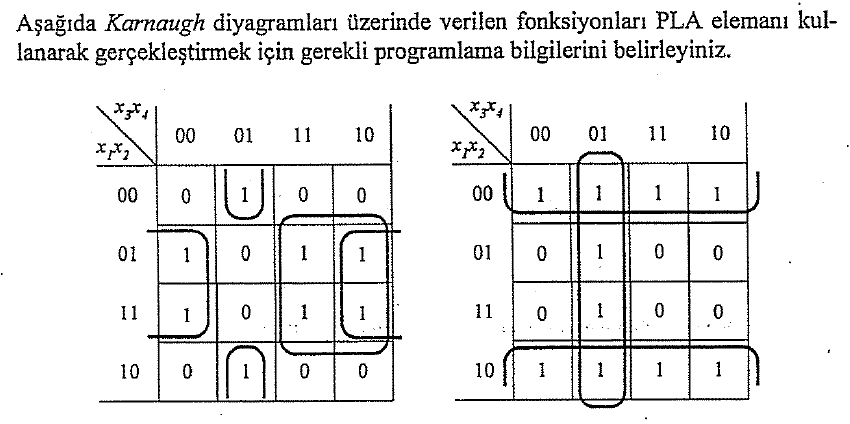 Aşağıda Karnaugh diyagramları üzerinde verilen fonksiyonları PLA elemanı kul-
lanarak gerçekleştirmek için gerekli programlama bilgilerini belirleyiniz.
x₃x₄
x₁x₂
00 01 11 10
00 0 1 0 0
01 1 0 1 1
11 1 0 1 1
10 0 1 0 0
x₃x₄
x₁x₂
00 01 11 10
00 1 1 1 1
01 0 1 0 0
11 0 1 0 0
10 1 1 1 1